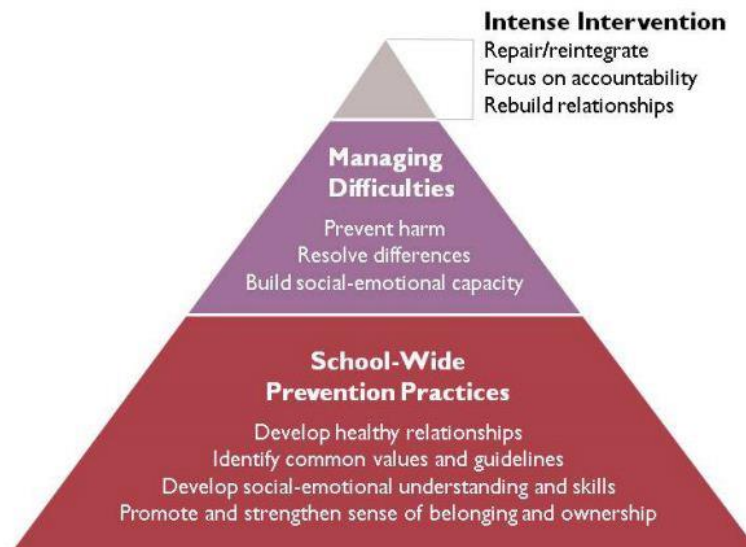 Intense Intervention
Repair/reintegrate
Focus on accountability
Rebuild relationships
Managing
Difficulties
Prevent harm
Resolve differences
Build social-emotional capacity
School-Wide
Prevention Practices
Develop healthy relationships
Identify common values and guidelines
Develop social-emotional understanding and skills
Promote and strengthen sense of belonging and ownership